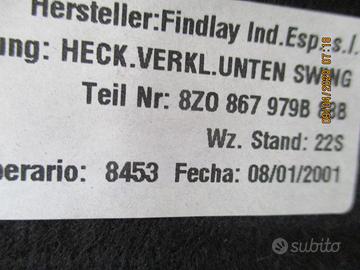 Hersteller:Findlay Ind.Esp.s.l.
ung: HECK.VERKL.UNTEN SWING
Teil Nr: 8Z0 867 979B
Wz. Stand: 22S
perario: 8453 Fecha: 08/01/2001
subito